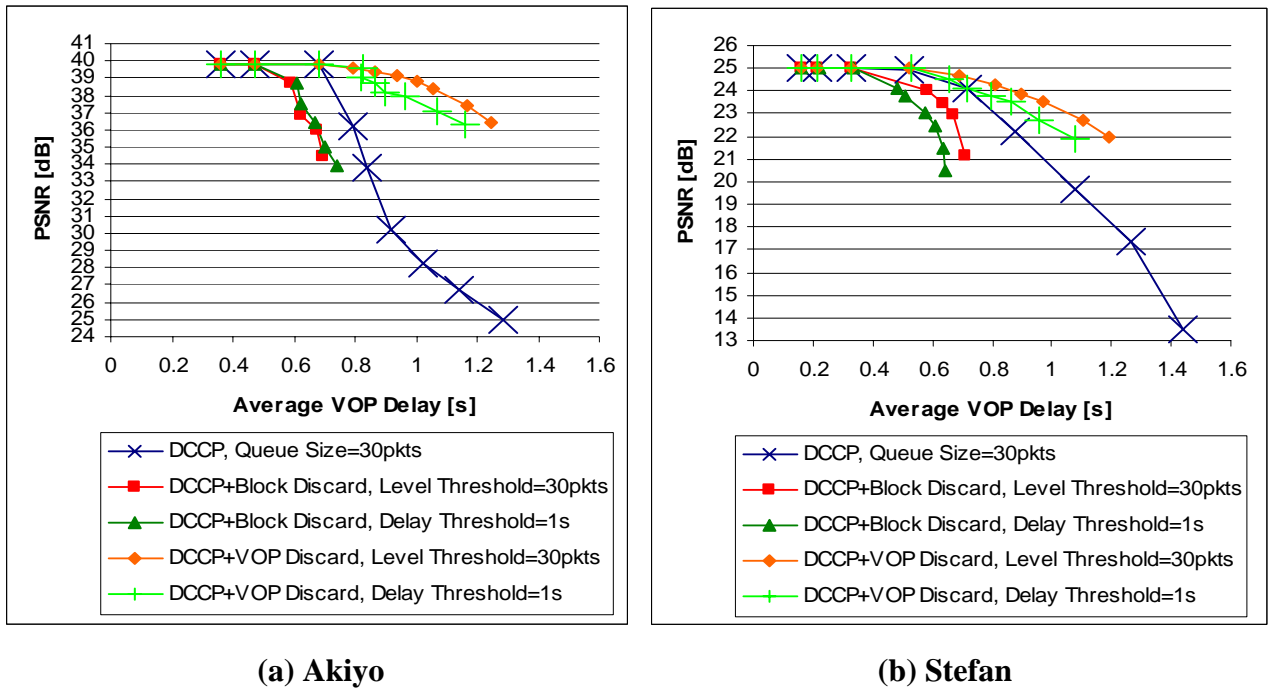 41
40
39
38
37
36
35
34
33
32
31
30
29
28
27
26
25
24
PSNR [dB]
0 0.2 0.4 0.6 0.8 1 1.2 1.4 1.6
Average VOP Delay [s]
DCCP, Queue Size=30pkts
DCCP+Block Discard, Level Threshold=30pkts
DCCP+Block Discard, Delay Threshold=1s
DCCP+VOP Discard, Level Threshold=30pkts
DCCP+VOP Discard, Delay Threshold=1s
(a) Akiyo
26
25
24
23
22
21
20
19
18
17
16
15
14
13
PSNR [dB]
0 0.2 0.4 0.6 0.8 1 1.2 1.4 1.6
Average VOP Delay [s]
DCCP, Queue Size=30pkts
DCCP+Block Discard, Level Threshold=30pkts
DCCP+Block Discard, Delay Threshold=1s
DCCP+VOP Discard, Level Threshold=30pkts
DCCP+VOP Discard, Delay Threshold=1s
(b) Stefan